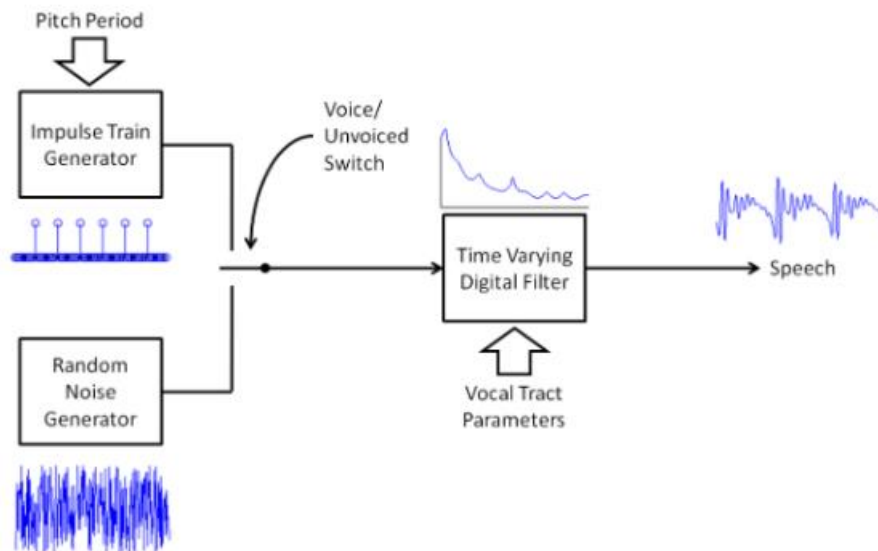 Pitch Period
Impulse Train
Generator
Voice/
Unvoiced
Switch
Time Varying
Digital Filter
Speech
Random
Noise
Generator
Vocal Tract
Parameters